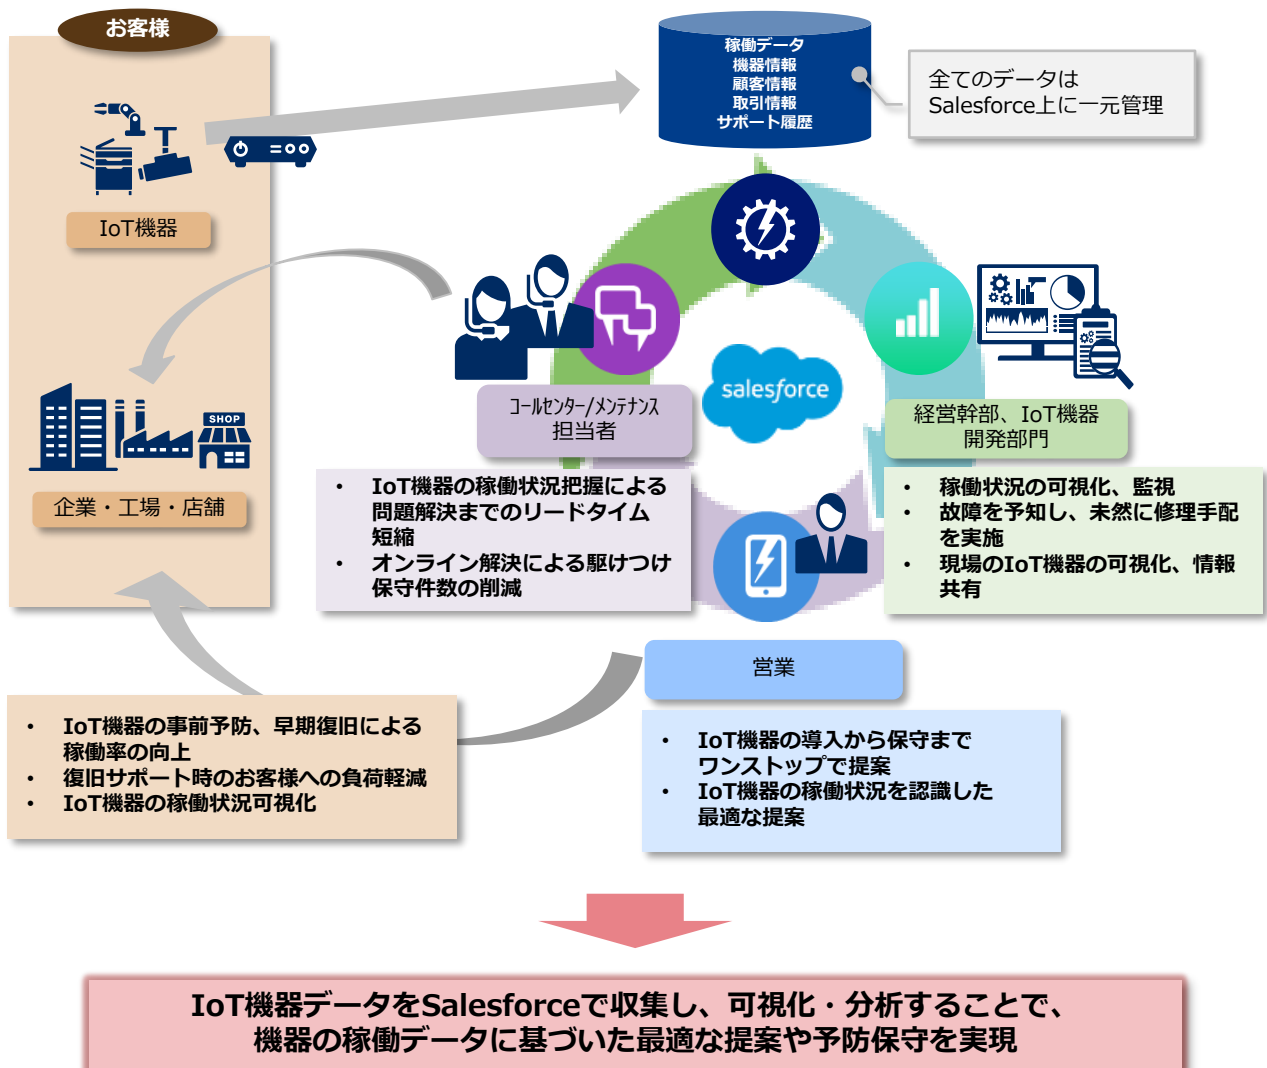 お客様
稼働データ
機器情報
顧客情報
取引情報
サポート履歴
全てのデータは
Salesforce上に一元管理
IoT機器
salesforce
SHOP
企業・工場・店舗
コールセンター/メンテナンス
担当者
経営幹部、IoT機器
開発部門
• IoT機器の稼働状況把握による
問題解決までのリードタイム
短縮
• オンライン解決による駆けつけ
保守件数の削減
• 稼働状況の可視化、監視
• 故障を予知し、未然に修理手配
を実施
• 現場のIoT機器の可視化、情報
共有
営業
• IoT機器の事前予防、早期復旧による
稼働率の向上
• 復旧サポート時のお客様への負荷軽減
• IoT機器の稼働状況可視化
• IoT機器の導入から保守まで
ワンストップで提案
• IoT機器の稼働状況を認識した
最適な提案
IoT機器データをSalesforceで収集し、可視化・分析することで、
機器の稼働データに基づいた最適な提案や予防保守を実現